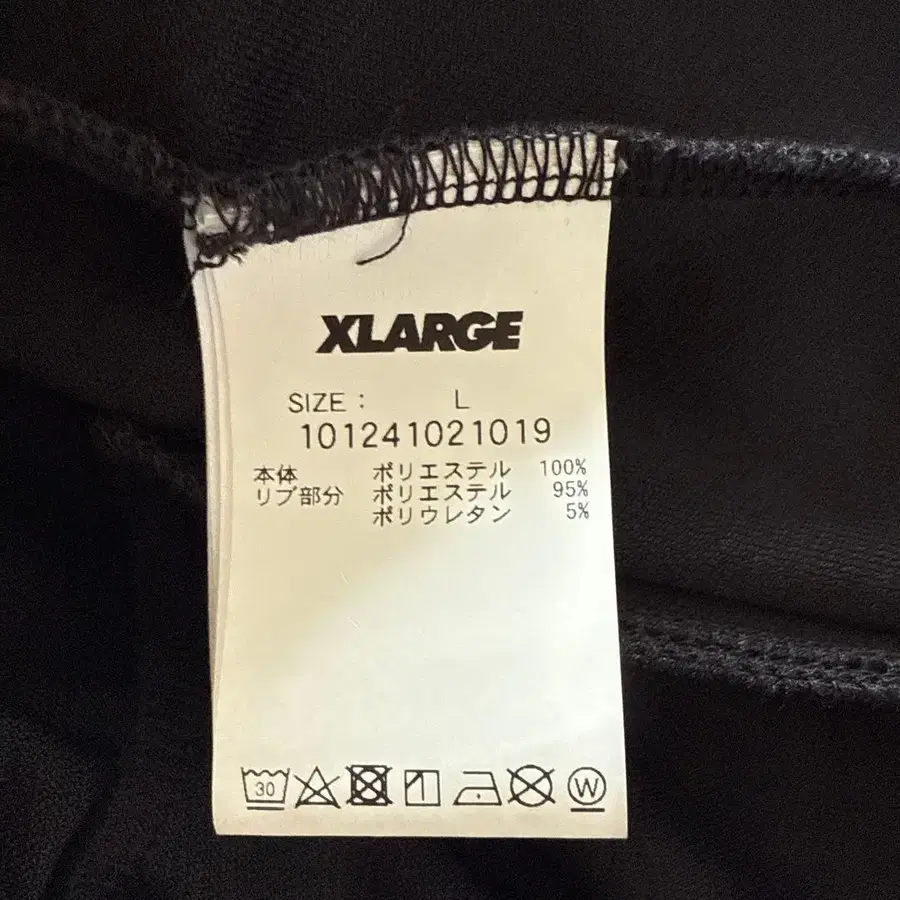 XLARGE
SIZE : L
101241021019
本体 ポリエステル 100%
リブ部分 ポリエステル 95%
ポリウレタン 5%
30 W